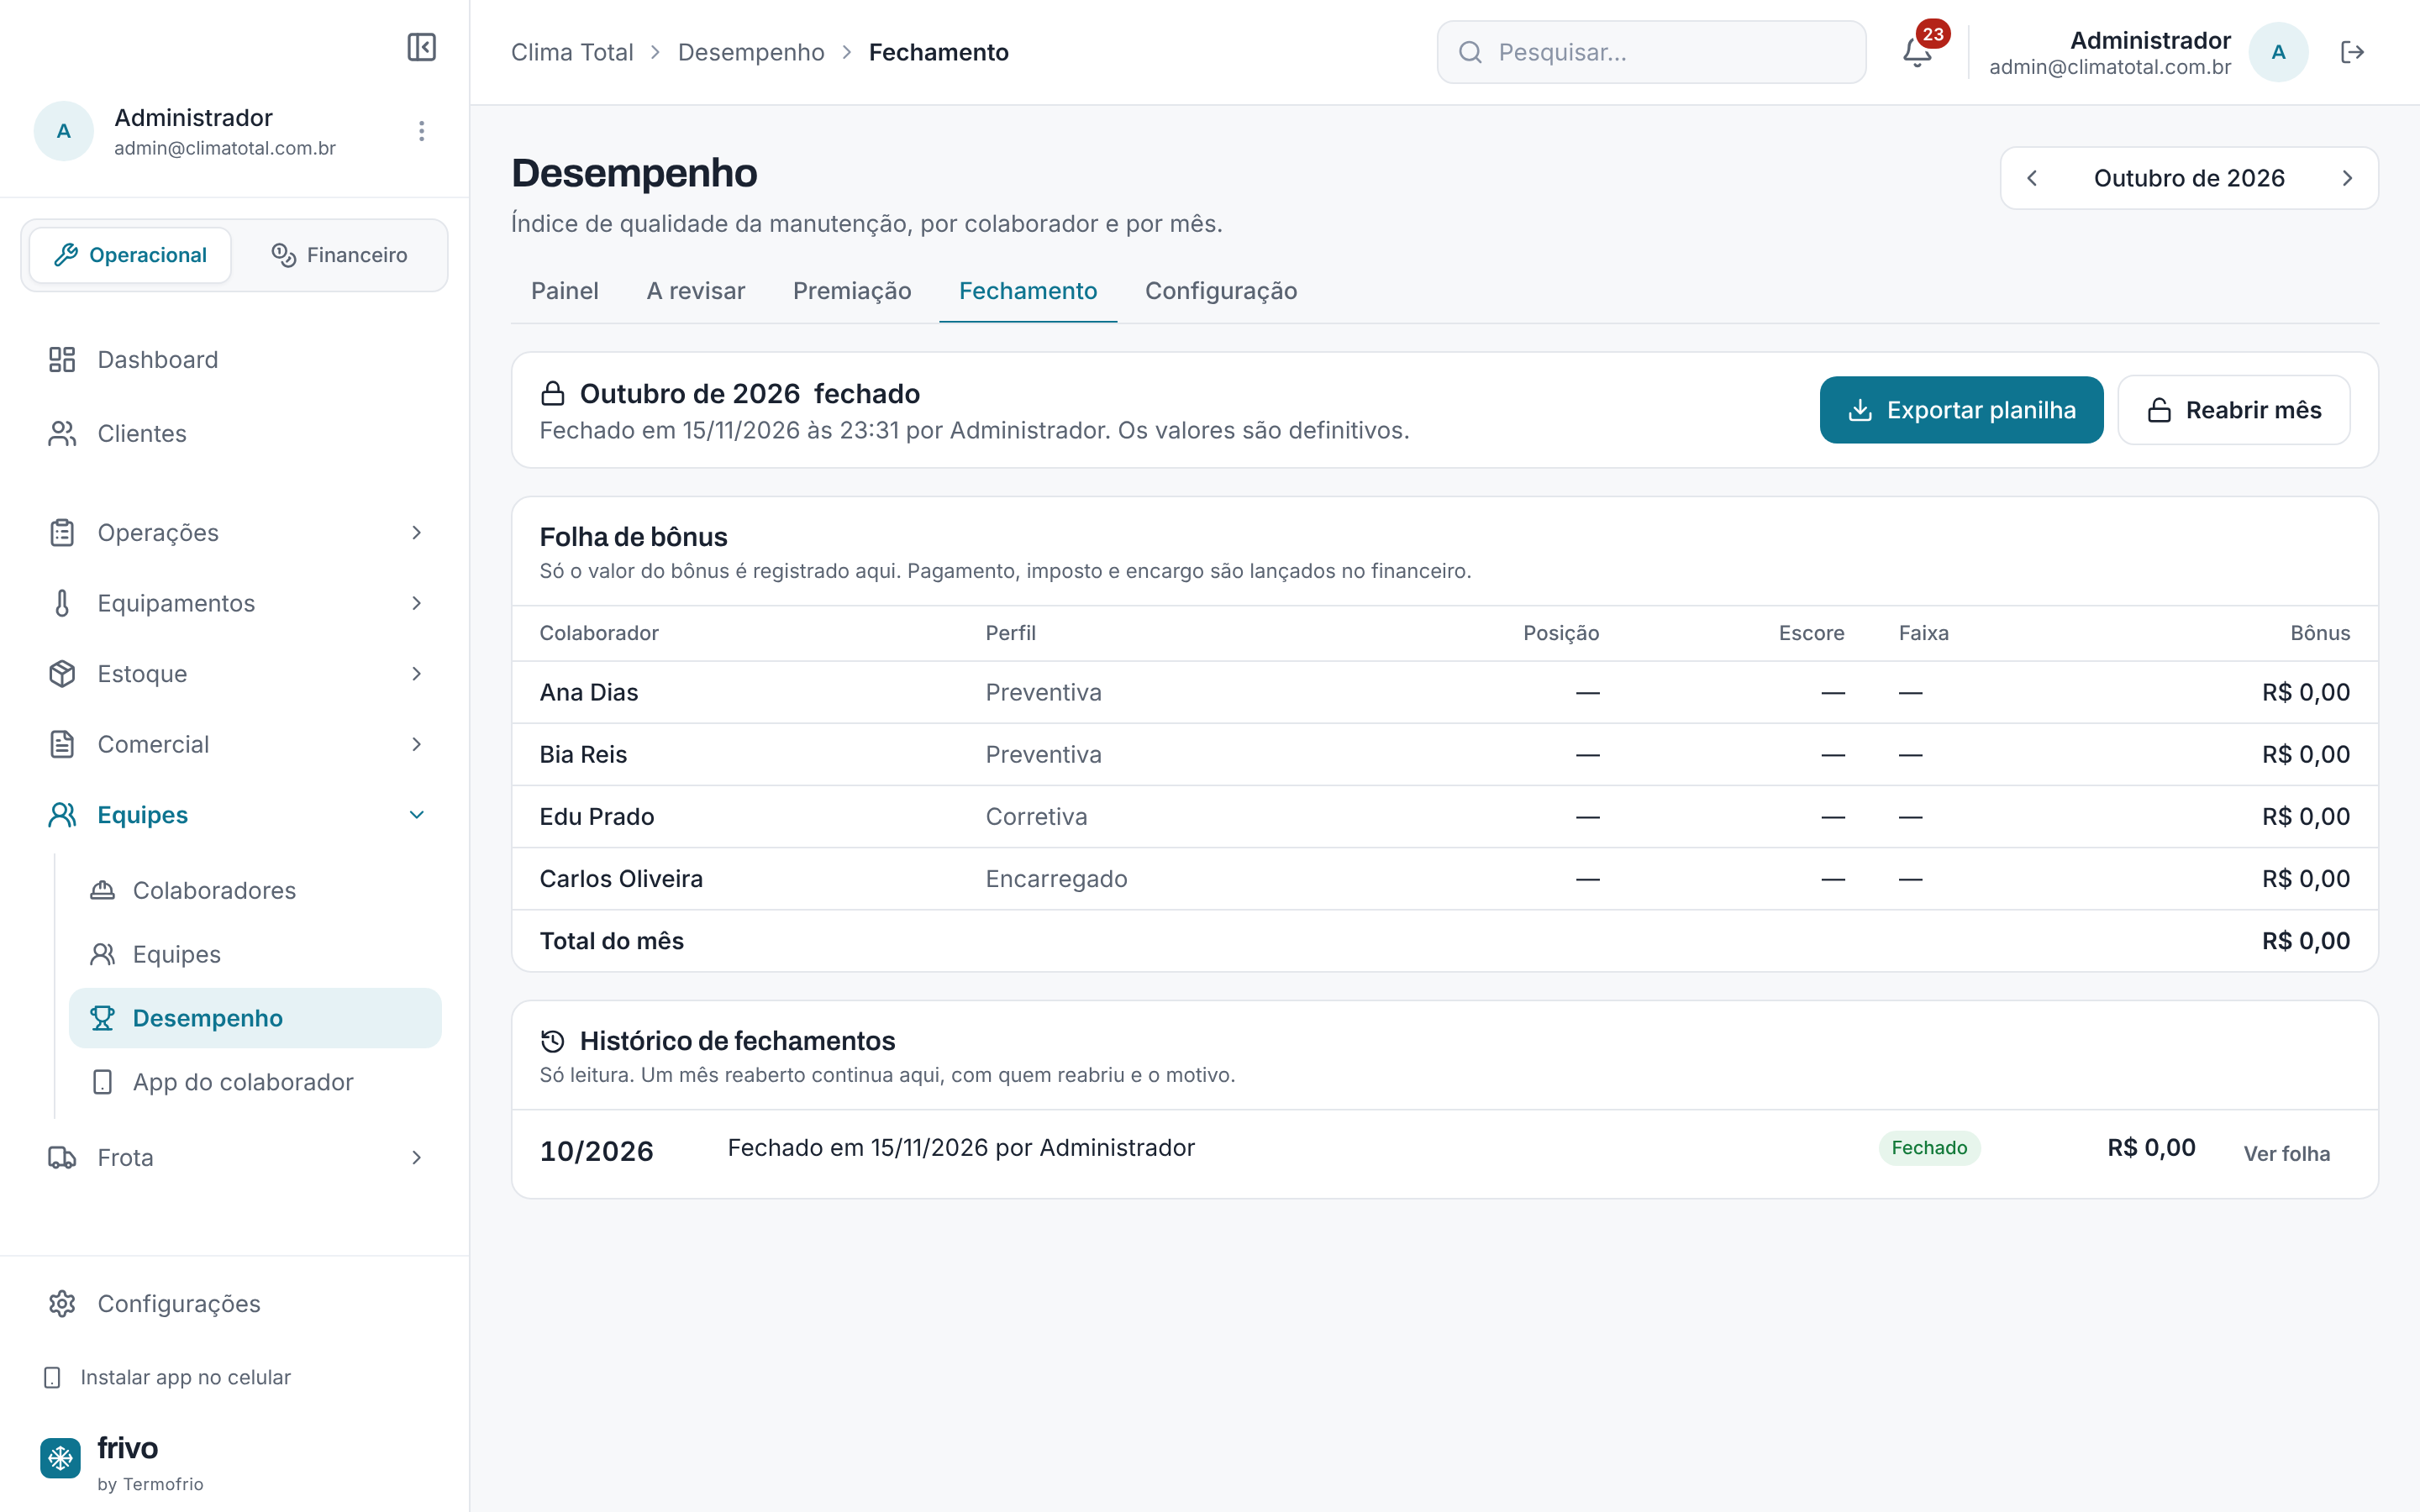 Administrador
admin@climatotal.com.br
A
Operacional
Financeiro
Dashboard
Clientes
Operações
Equipamentos
Estoque
Comercial
Equipes
Colaboradores
Equipes
Desempenho
App do colaborador
Frota
Configurações
Instalar app no celular
frivo
by Termofrio
Clima Total > Desempenho > Fechamento
Pesquisar...
23
Administrador
admin@climatotal.com.br
A
Desempenho
Índice de qualidade da manutenção, por colaborador e por mês.
Outubro de 2026
Painel A revisar Premiação Fechamento Configuração
Outubro de 2026 fechado
Fechado em 15/11/2026 às 23:31 por Administrador. Os valores são definitivos.
Exportar planilha
Reabrir mês
Folha de bônus
Só o valor do bônus é registrado aqui. Pagamento, imposto e encargo são lançados no financeiro.
Colaborador Perfil Posição Escore Faixa Bônus
Ana Dias Preventiva — — — R$ 0,00
Bia Reis Preventiva — — — R$ 0,00
Edu Prado Corretiva — — — R$ 0,00
Carlos Oliveira Encarregado — — — R$ 0,00
Total do mês R$ 0,00
Histórico de fechamentos
Só leitura. Um mês reaberto continua aqui, com quem reabriu e o motivo.
10/2026 Fechado em 15/11/2026 por Administrador Fechado R$ 0,00 Ver folha